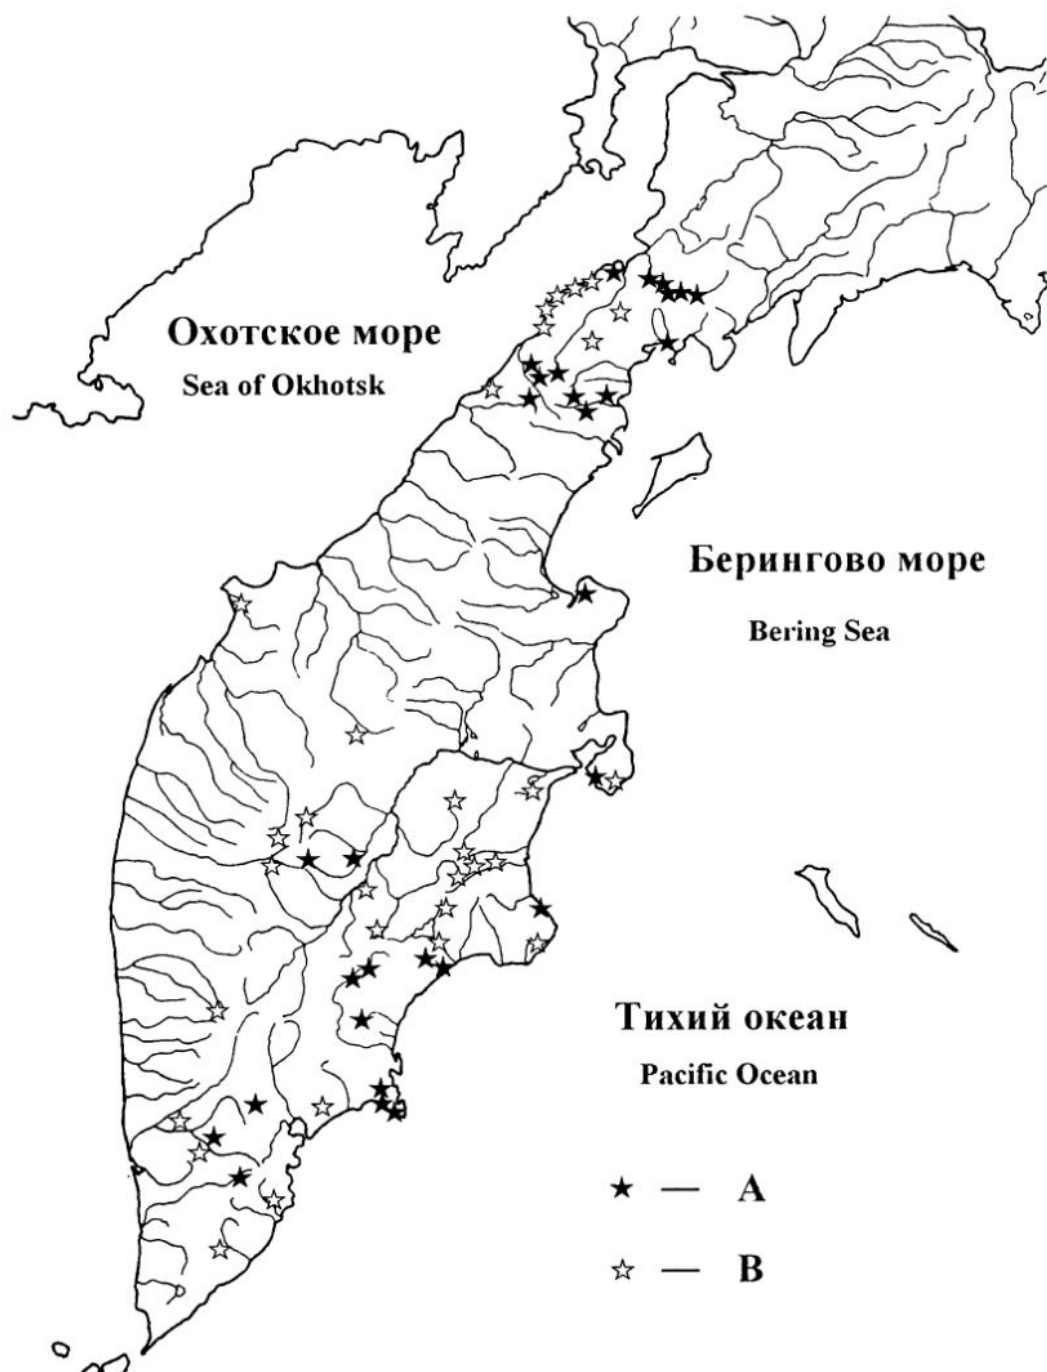 Охотское море
Sea of Okhotsk
Берингово море
Bering Sea
Тихий океан
Pacific Ocean
★ — A
☆ — B